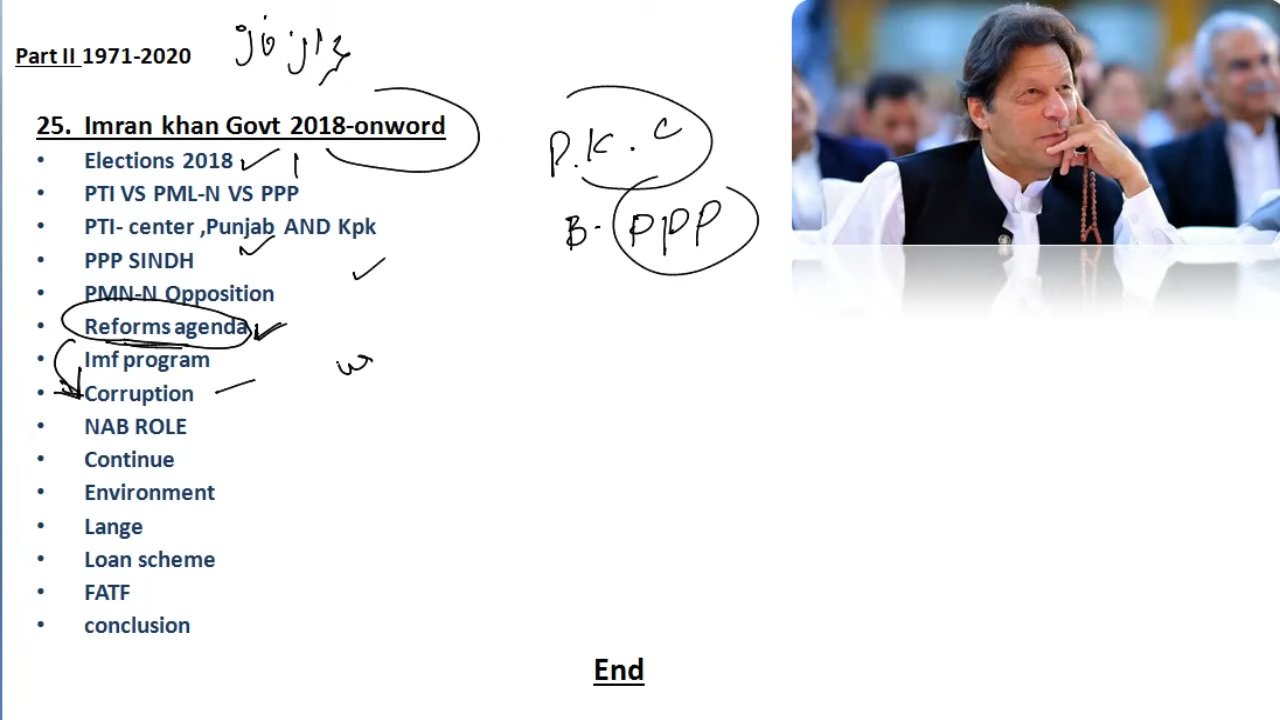 Part II 1971-2020
25. Imran khan Govt 2018-onword
• Elections 2018
• PTI VS PML-N VS PPP
• PTI- center ,Punjab AND Kpk
• PPP SINDH
• PMN-N Opposition
• Reforms agenda
• Imf program
• Corruption
• NAB ROLE
• Continue
• Environment
• Lange
• Loan scheme
• FATF
• conclusion
P.K.C
B. PPP
End